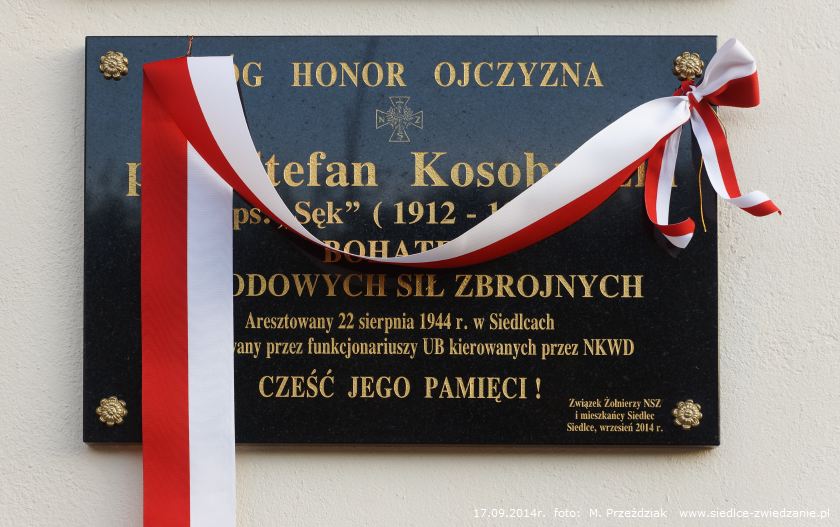 ÓG HONOR OJCZYZNA
N Z
S
Stefan
ps. „Sęk” ( 1912 -
ODOWYCH SIŁ ZBROJNYCH
Aresztowany 22 sierpnia 1944 r. w Siedlcach
wany przez funkcjonariuszy UB kierowanych przez NKWD
CZEŚĆ JEGO PAMIĘCI !
Związek Żołnierzy NSZ
i mieszkańcy Siedlec
Siedlce, wrzesień 2014 r.
17.09.2014r. foto: M. Przeździak www.siedlce-zwiedzanie.pl